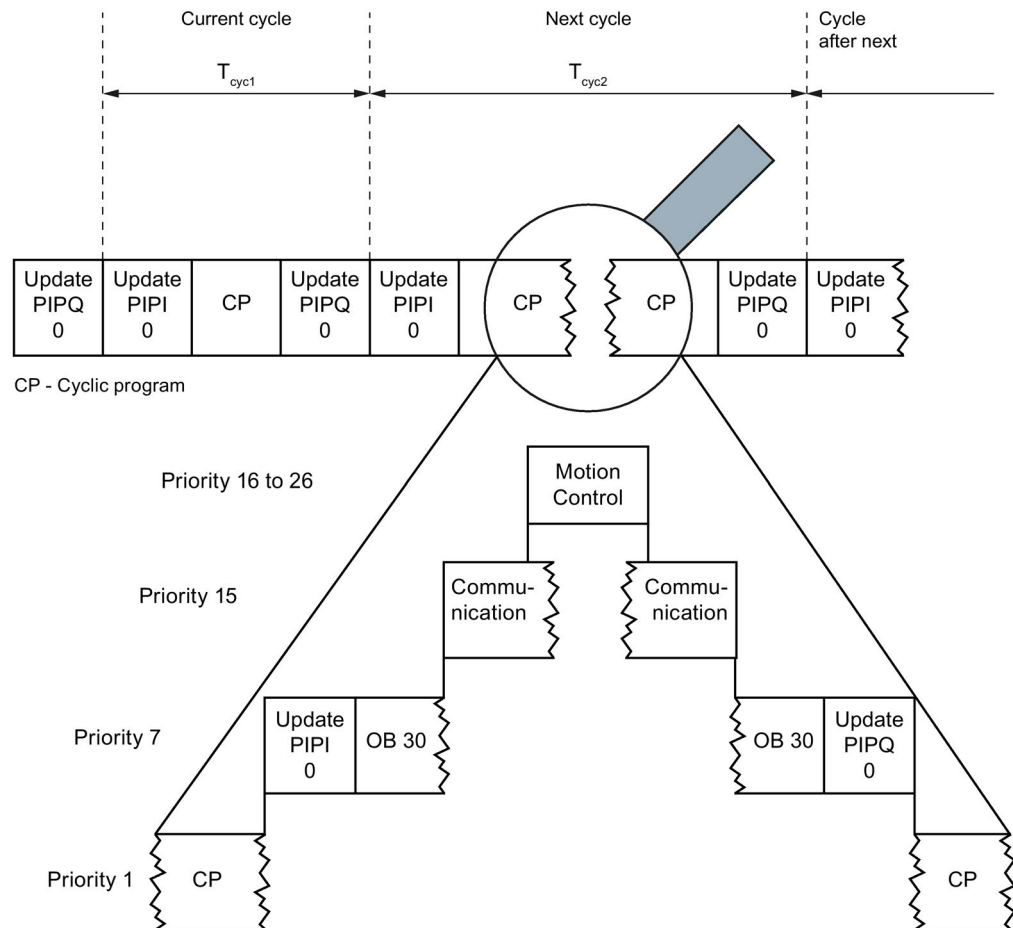 Current cycle
Next cycle
Cycle
after next
Tcyc1
Tcyc2
Update
PIPQ
0
Update
PIPI
0
CP
Update
PIPQ
0
Update
PIPI
0
CP
CP
Update
PIPQ
0
Update
PIPI
0
CP - Cyclic program
Priority 16 to 26
Motion
Control
Priority 15
Commu-
nication
Commu-
nication
Priority 7
Update
PIPI
0
OB 30
OB 30
Update
PIPQ
0
Priority 1
CP
CP